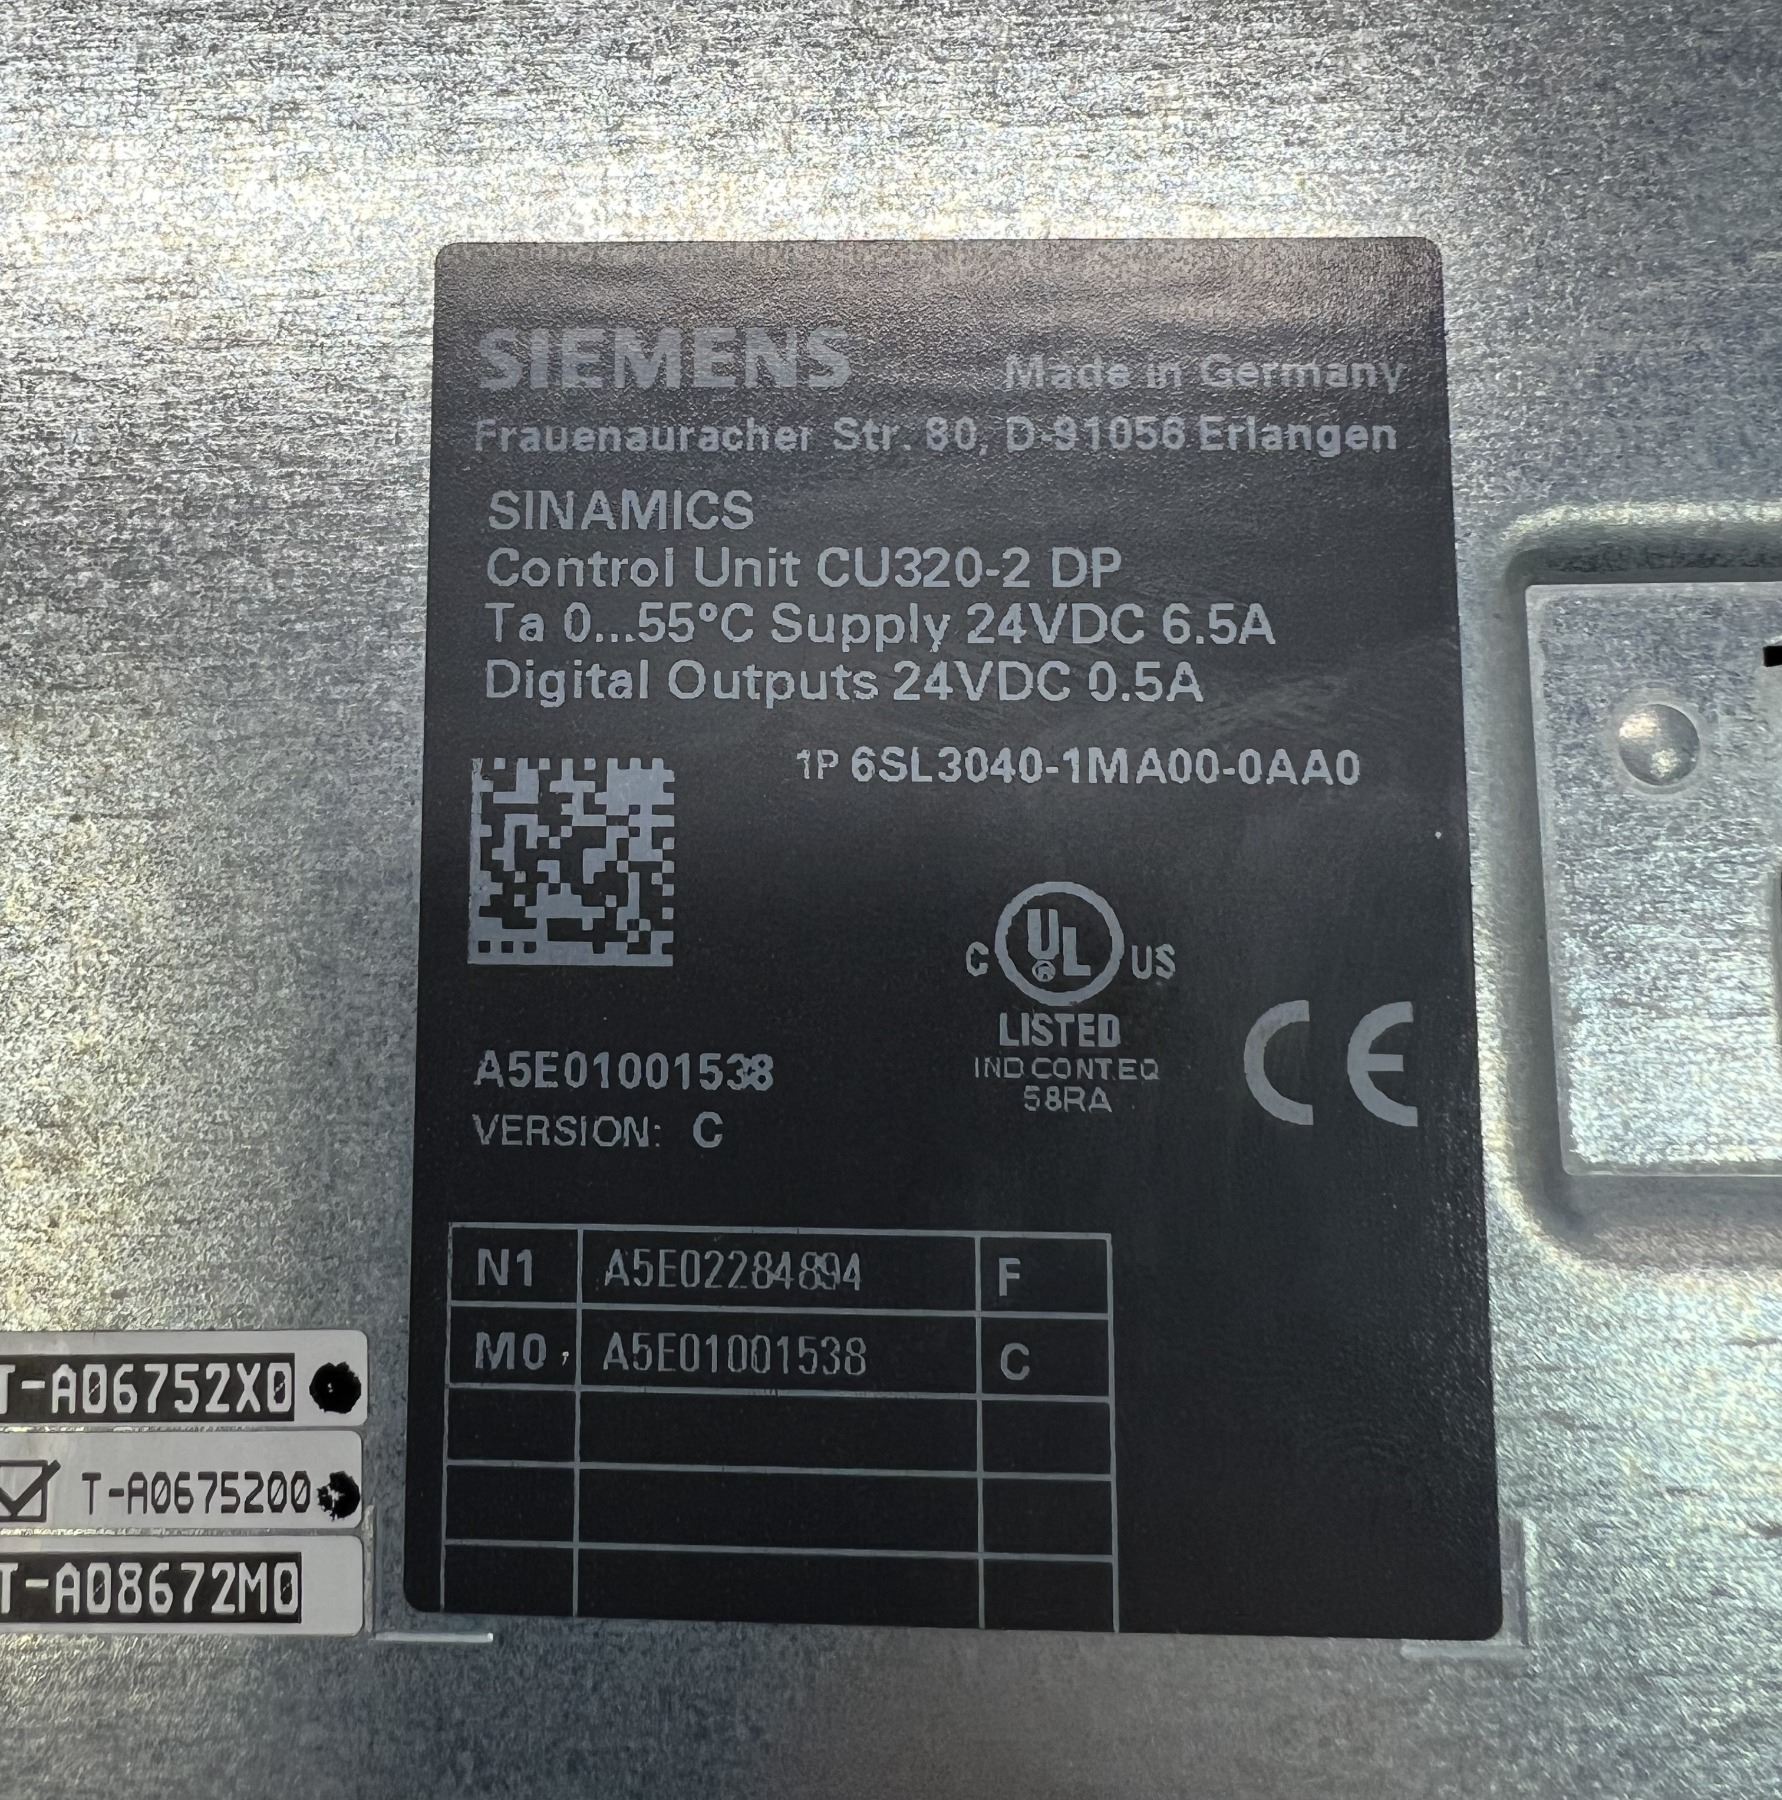 SIEMENS Made in Germany
Frauenauracher Str. 80, D-91056 Erlangen
SINAMICS
Control Unit CU320-2 DP
Ta 0...55°C Supply 24VDC 6.5A
Digital Outputs 24VDC 0.5A
1P 6SL3040-1MA00-0AA0
C UL ® US
LISTED
IND.CONT.EQ
58RA
CE
A5E01001538
VERSION: C
N1 A5E02284894 F
M0 A5E01001538 C
T-A06752X0
T-A0675200
T-A08672M0